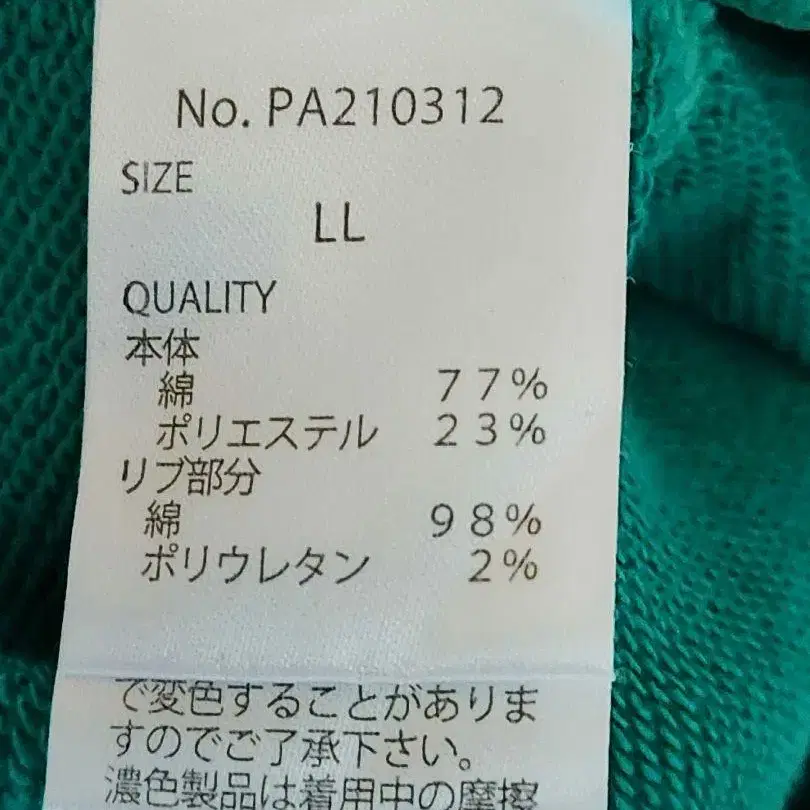 No. PA210312
SIZE
LL
QUALITY
本体
綿 77%
ポリエステル 23%
リブ部分
綿 98%
ポリウレタン 2%
で変色することがありま
すのでご了承下さい。
濃色製品は着用中の摩擦